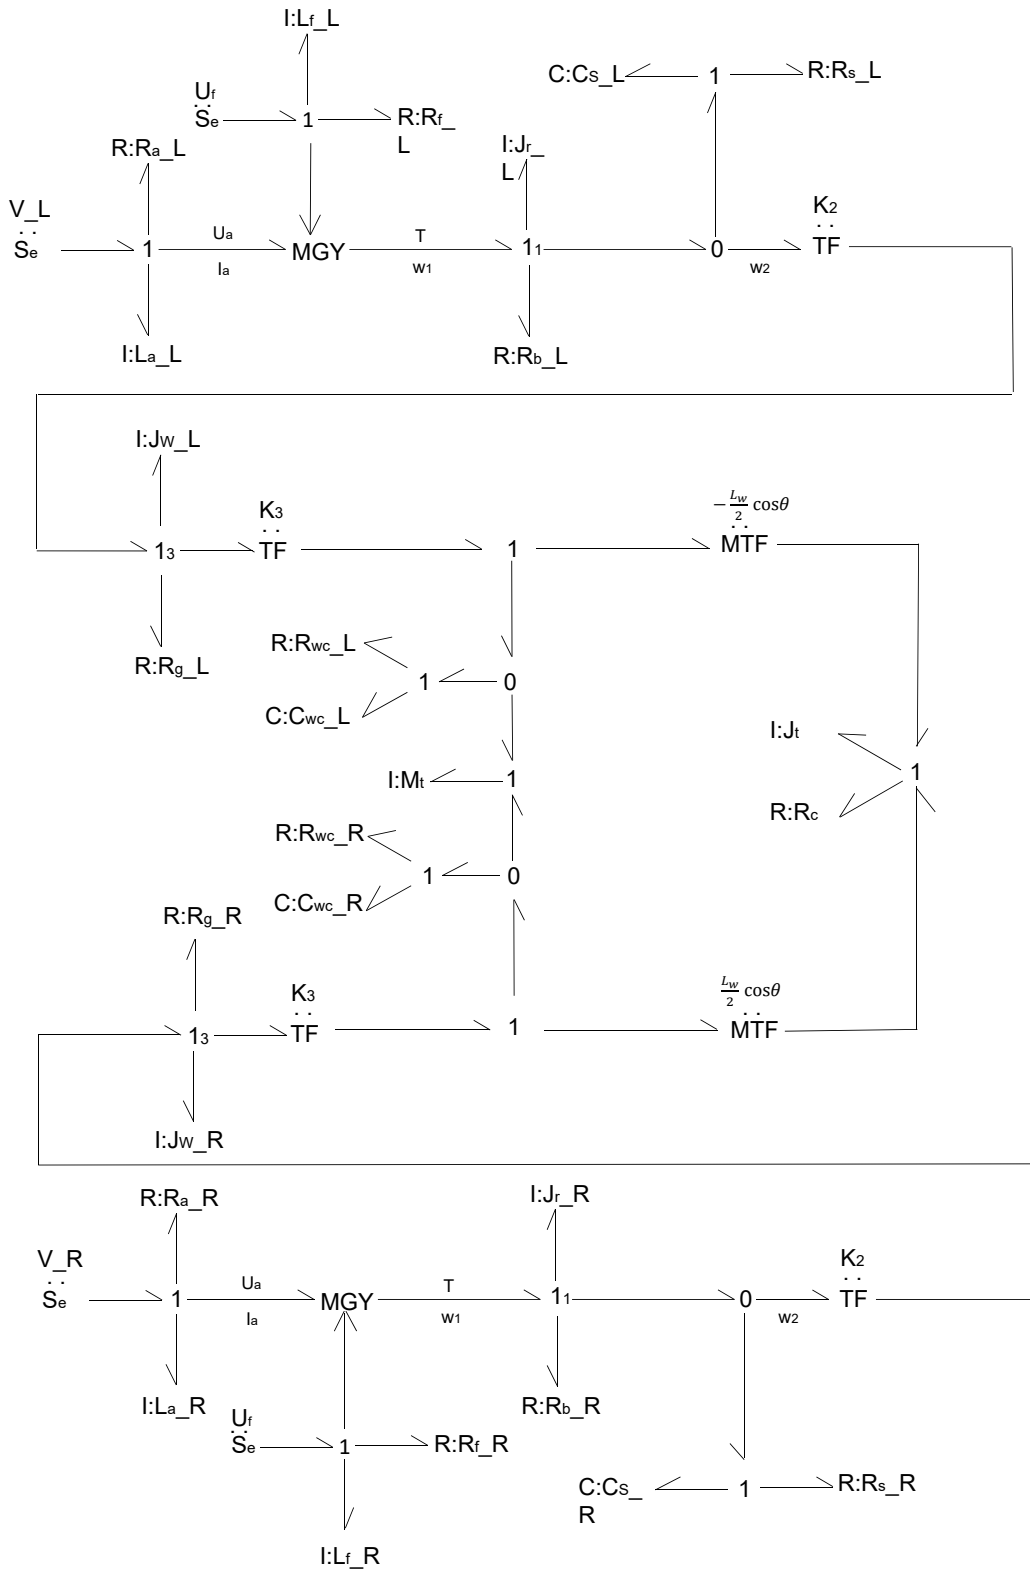 I:Lf_L
C:CS_L 1 R:Rs_L
Uf
Se 1 R:Rf_
L
R:Ra_L
I:Jr_
L
V_L
Se 1 Ua
Ia MGY T
w1 11 0 w2 K2
TF
I:La_L
R:Rb_L
I:JW_L
K3
TF
13
1
−Lw/2 cosθ
MTF
R:Rg_L
R:Rwc_L
1 0
C:Cwc_L
I:Jt
I:Mt 1
1
R:Rc
R:Rwc_R
1 0
C:Cwc_R
R:Rg_R
K3
TF
13
1
Lw/2 cosθ
MTF
I:JW_R
R:Ra_R
I:Jr_R
V_R
Se 1 Ua
Ia MGY T
w1 11 0 w2 K2
TF
I:La_R
R:Rb_R
Uf
Se 1 R:Rf_R
C:CS_
R
1 R:Rs_R
I:Lf_R